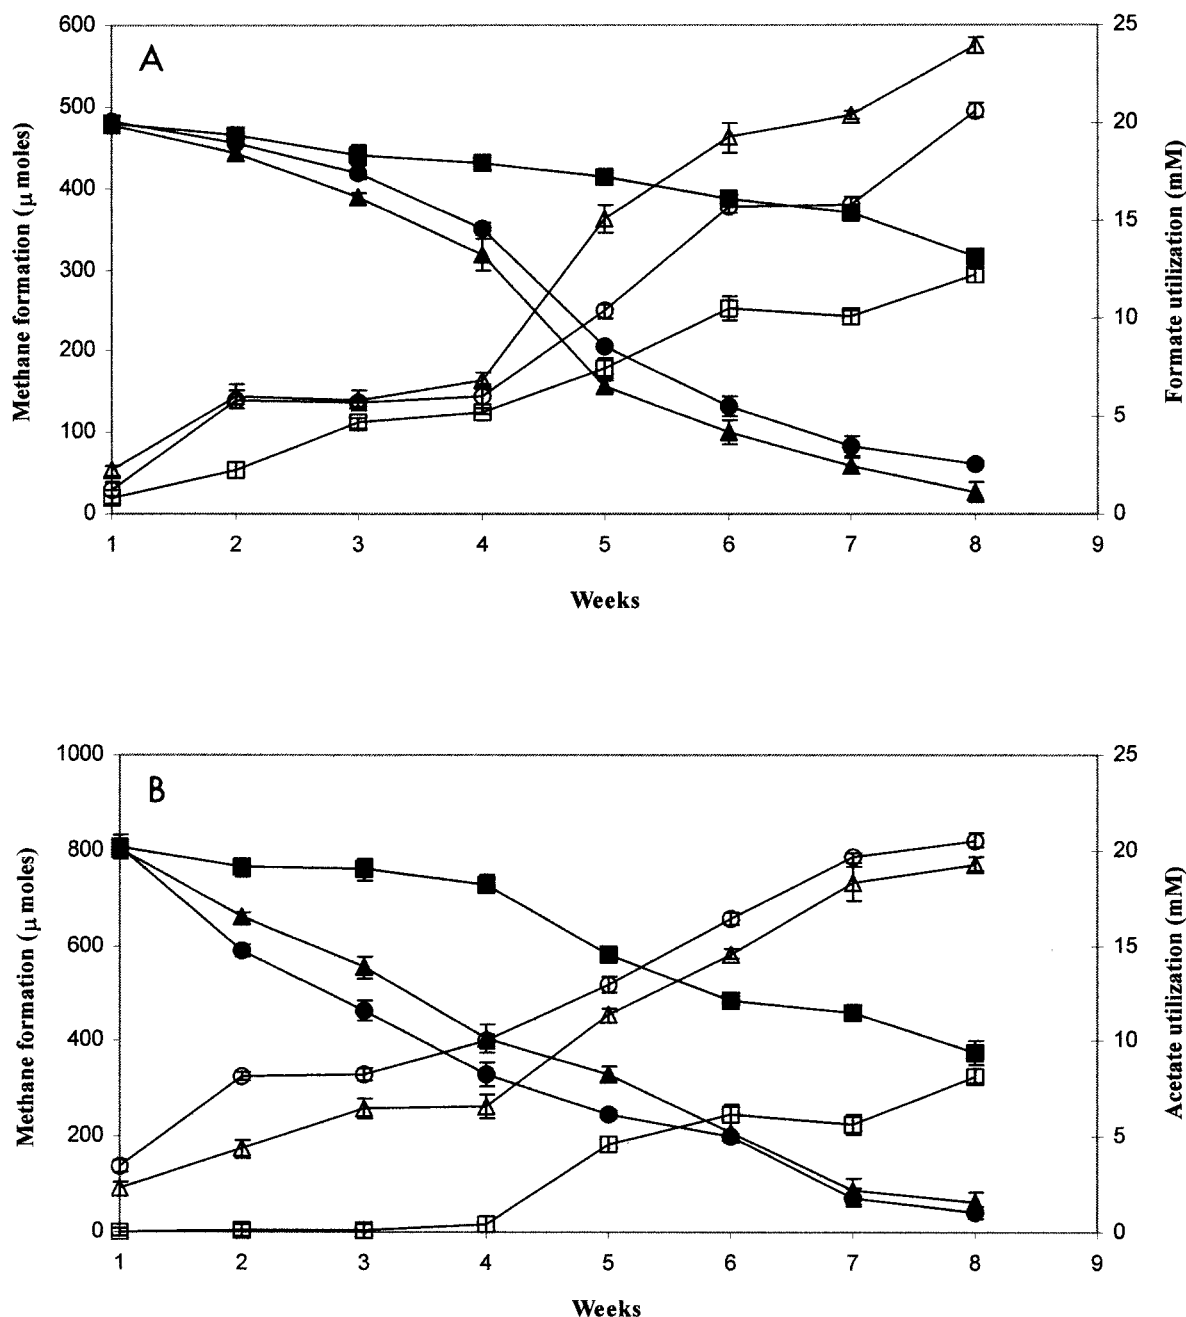 A
Methane formation (μ moles)
600
500
400
300
200
100
0
25
20
15
10
5
0
Formate utilization (mM)
1 2 3 4 5 6 7 8 9
Weeks
B
Methane formation (μ moles)
1000
800
600
400
200
0
25
20
15
10
5
0
Acetate utilization (mM)
1 2 3 4 5 6 7 8 9
Weeks